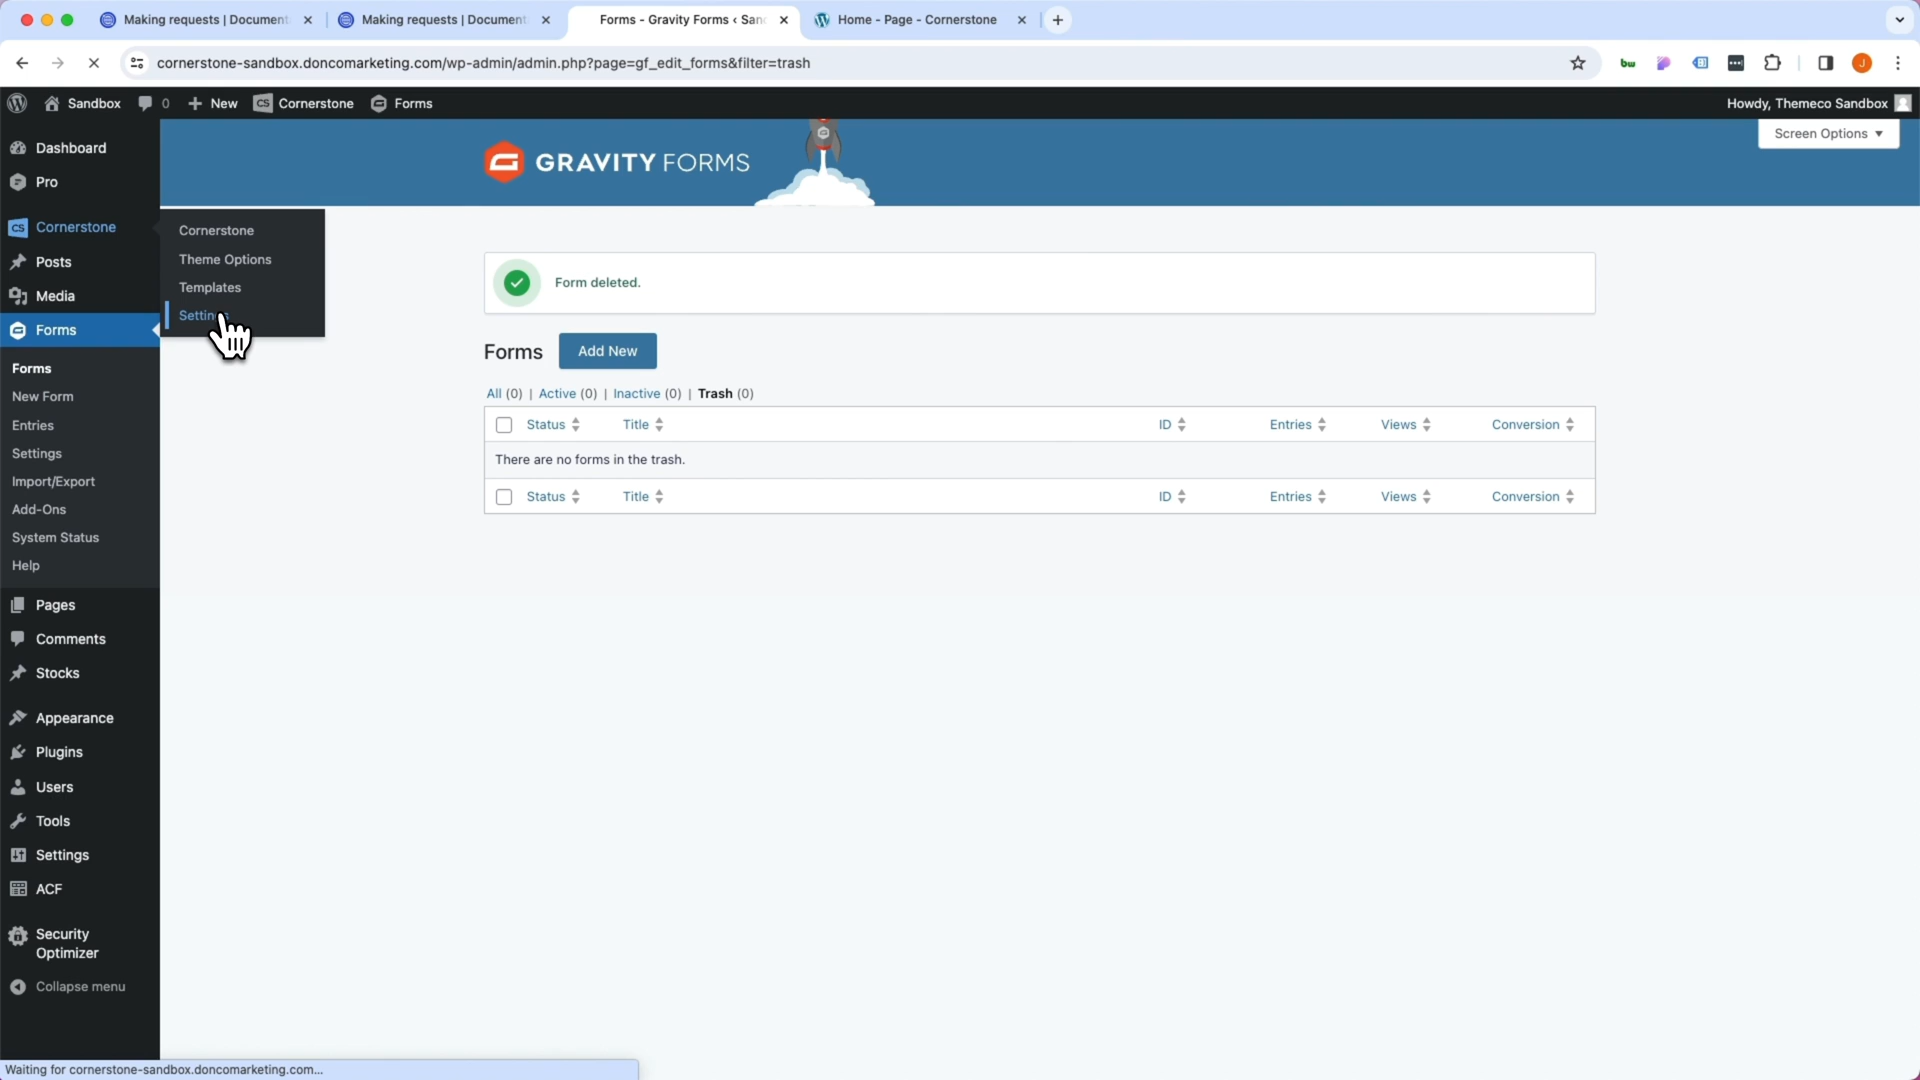 Making requests | Document
Making requests | Document
Forms - Gravity Forms ‹ San
Home - Page - Cornerstone
cornerstone-sandbox.doncomarketing.com/wp-admin/admin.php?page=gf_edit_forms&filter=trash
bw
J
Sandbox
0
New
CS
Cornerstone
Forms
Howdy, Themeco Sandbox
Dashboard
Pro
CS
Cornerstone
Posts
Media
Forms
Cornerstone
Theme Options
Templates
Settings
Forms
New Form
Entries
Settings
Import/Export
Add-Ons
System Status
Help
Pages
Comments
Stocks
Appearance
Plugins
Users
Tools
Settings
ACF
Security
Optimizer
Collapse menu
GRAVITY FORMS
Screen Options
Form deleted.
Forms
Add New
All (0) | Active (0) | Inactive (0) | Trash (0)
Status Title ID Entries Views Conversion
There are no forms in the trash.
Status Title ID Entries Views Conversion
Waiting for cornerstone-sandbox.doncomarketing.com...